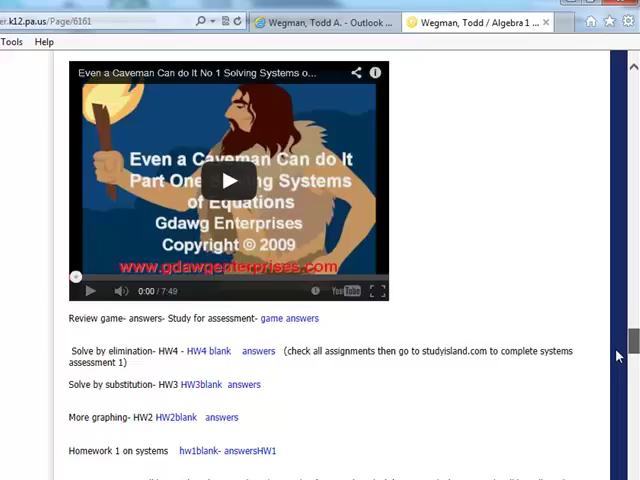 er.k12.pa.us/Page/6161
Wegman, Todd A. - Outlook ...
Wegman, Todd / Algebra 1 ...
Tools Help
Even a Caveman Can do It No 1 Solving Systems o...
Even a Caveman Can do It
Part One Solving Systems
of Equations
Gdawg Enterprises
Copyright © 2009
www.gdawgenterprises.com
0:00 / 7:49
YouTube
Review game- answers- Study for assessment- game answers
Solve by elimination- HW4 - HW4 blank answers (check all assignments then go to studyisland.com to complete systems
assessment 1)
Solve by substitution- HW3 HW3blank answers
More graphing- HW2 HW2blank answers
Homework 1 on systems hw1blank- answersHW1